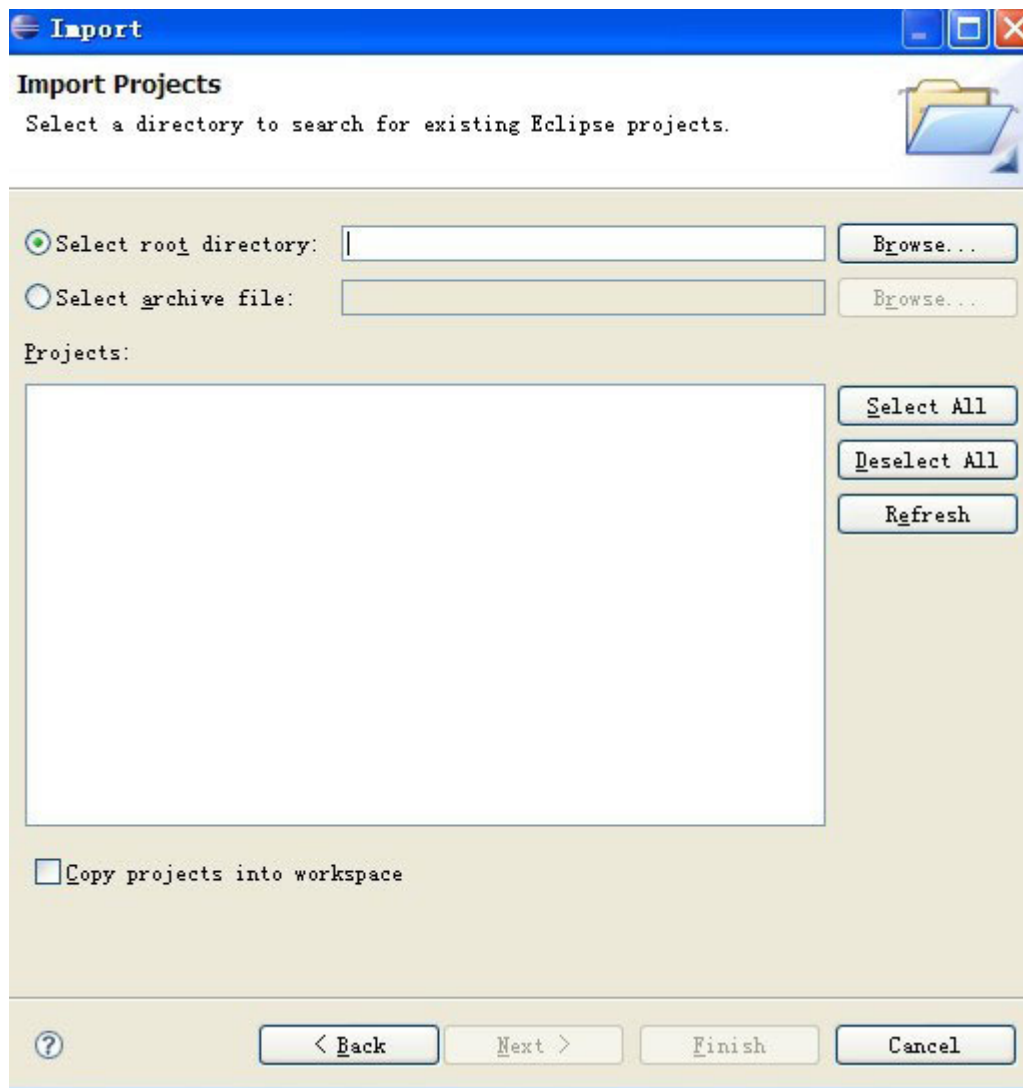 Import
Import Projects
Select a directory to search for existing Eclipse projects.
Select root directory: Browse...
Select archive file: Browse...
Projects:
Select All
Deselect All
Refresh
Copy projects into workspace
? < Back Next > Finish Cancel